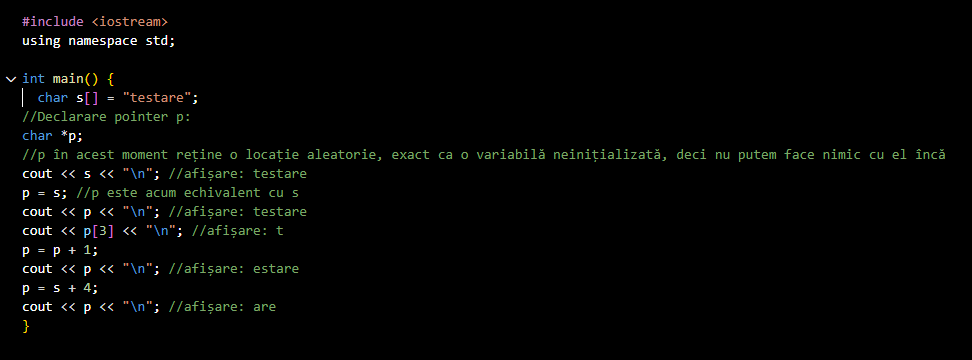 #include <iostream>
using namespace std;
int main() {
char s[] = "testare";
//Declarare pointer p:
char *p;
//p în acest moment reține o locație aleatorie, exact ca o variabilă neinițializată, deci nu putem face nimic cu el încă
cout << s << "\n"; //afișare: testare
p = s; //p este acum echivalent cu s
cout << p << "\n"; //afișare: testare
cout << p[3] << "\n"; //afișare: t
p = p + 1;
cout << p << "\n"; //afișare: estare
p = s + 4;
cout << p << "\n"; //afișare: are
}